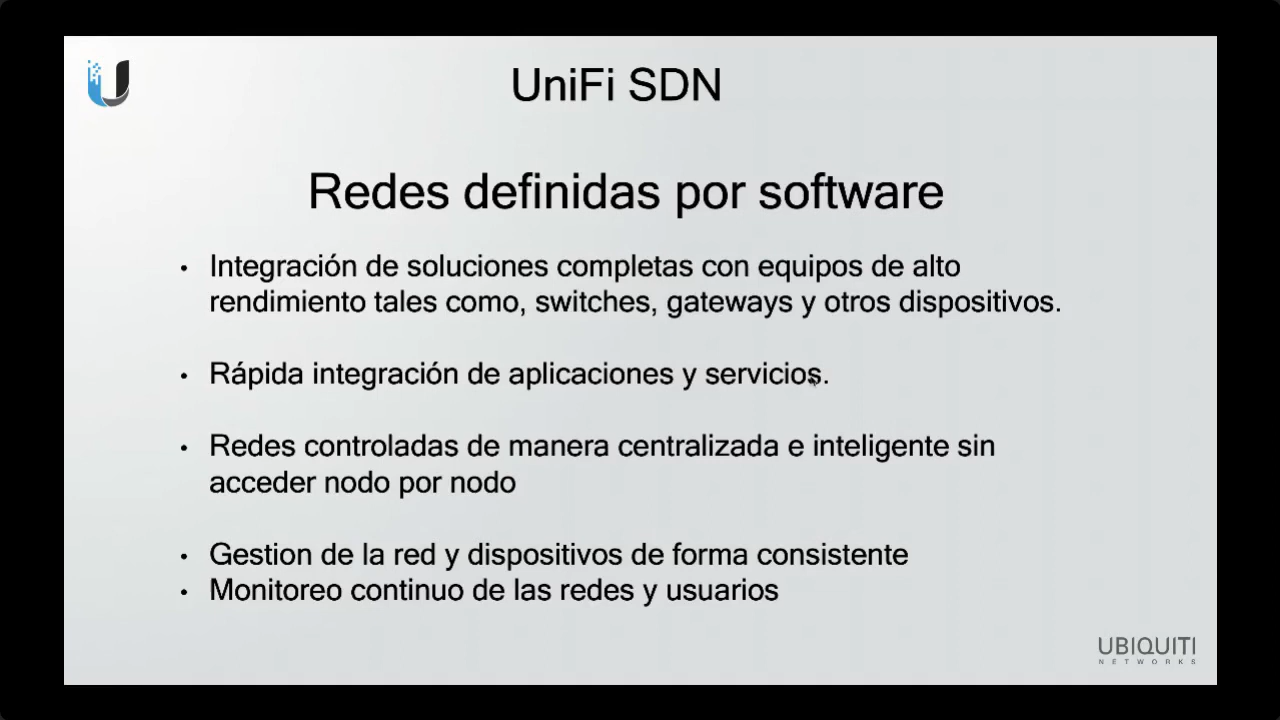 UniFi SDN
Redes definidas por software
• Integración de soluciones completas con equipos de alto
rendimiento tales como, switches, gateways y otros dispositivos.
• Rápida integración de aplicaciones y servicios.
• Redes controladas de manera centralizada e inteligente sin
acceder nodo por nodo
• Gestion de la red y dispositivos de forma consistente
• Monitoreo continuo de las redes y usuarios
UBIQUITI
NETWORKS